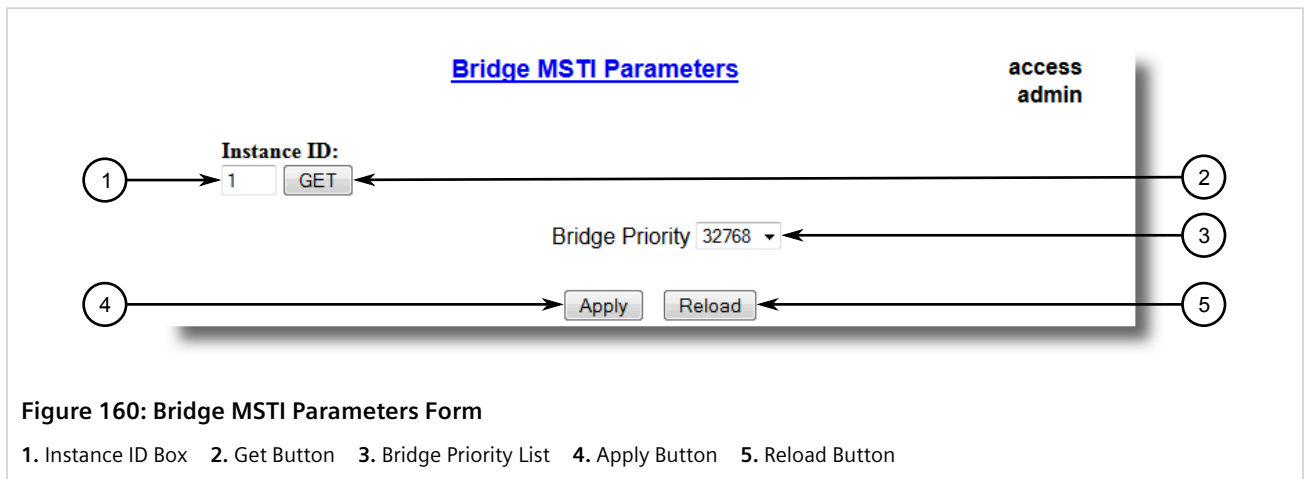 Bridge MSTI Parameters
access
admin
Instance ID:
1 1 GET 2
Bridge Priority 32768 3
4 Apply Reload 5
Figure 160: Bridge MSTI Parameters Form
1. Instance ID Box 2. Get Button 3. Bridge Priority List 4. Apply Button 5. Reload Button